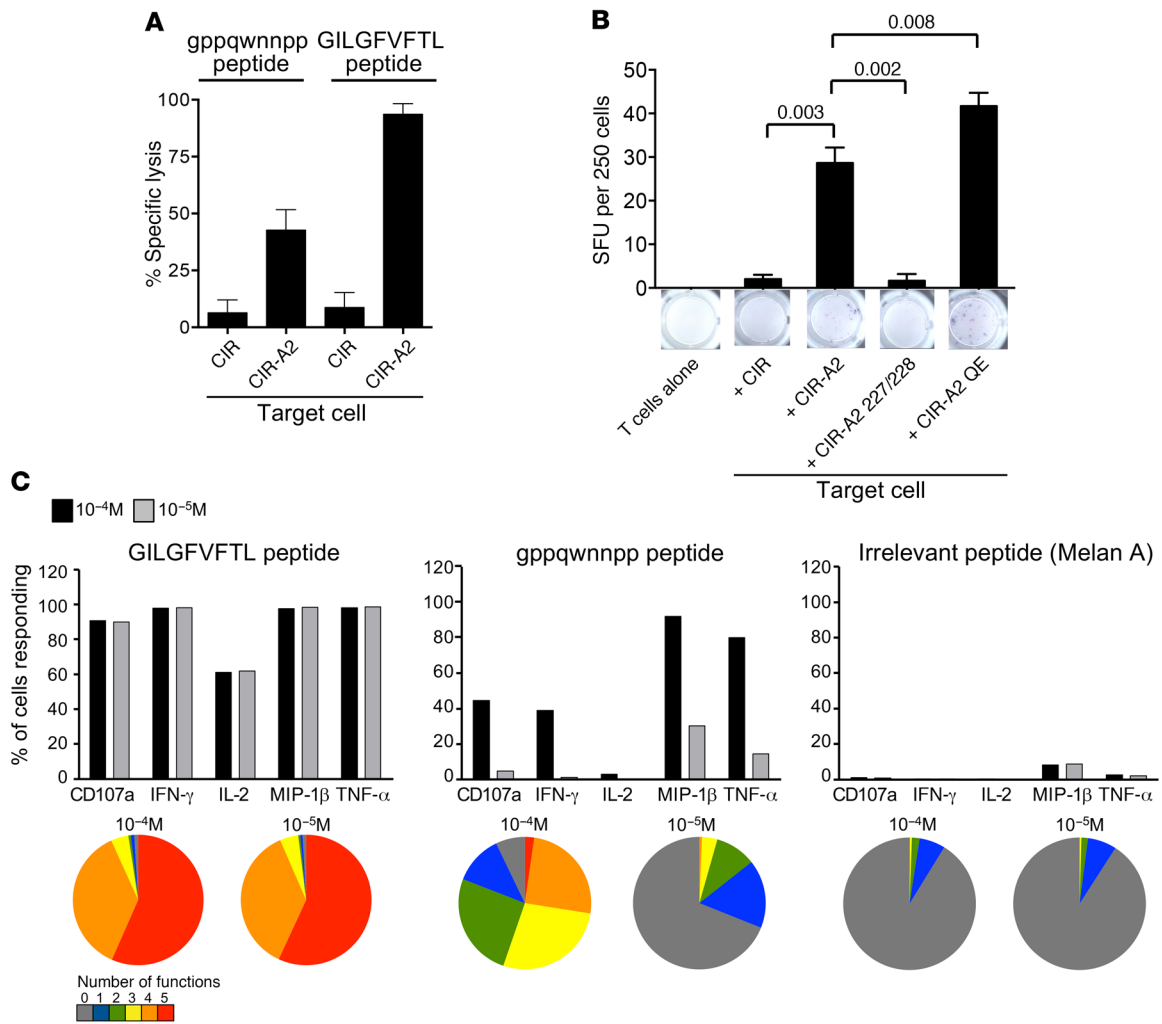 A
gppqwnnpp GILGFVFTL
peptide peptide
100
75
50
25
0
% Specific lysis
CIR
CIR-A2
CIR
CIR-A2
Target cell
B
0.008
0.002
0.003
50
40
30
20
10
0
SFU per 250 cells
T cells alone
+ CIR
+ CIR-A2
+ CIR-A2 227/228
+ CIR-A2 QE
Target cell
C
10⁻⁴M 10⁻⁵M
GILGFVFTL peptide
% of cells responding
120
100
80
60
40
20
0
CD107a IFN-γ IL-2 MIP-1β TNF-α
10⁻⁴M 10⁻⁵M
gppqwnnpp peptide
120
100
80
60
40
20
0
CD107a IFN-γ IL-2 MIP-1β TNF-α
10⁻⁴M 10⁻⁵M
Irrelevant peptide (Melan A)
120
100
80
60
40
20
0
CD107a IFN-γ IL-2 MIP-1β TNF-α
10⁻⁴M 10⁻⁵M
Number of functions
0 1 2 3 4 5